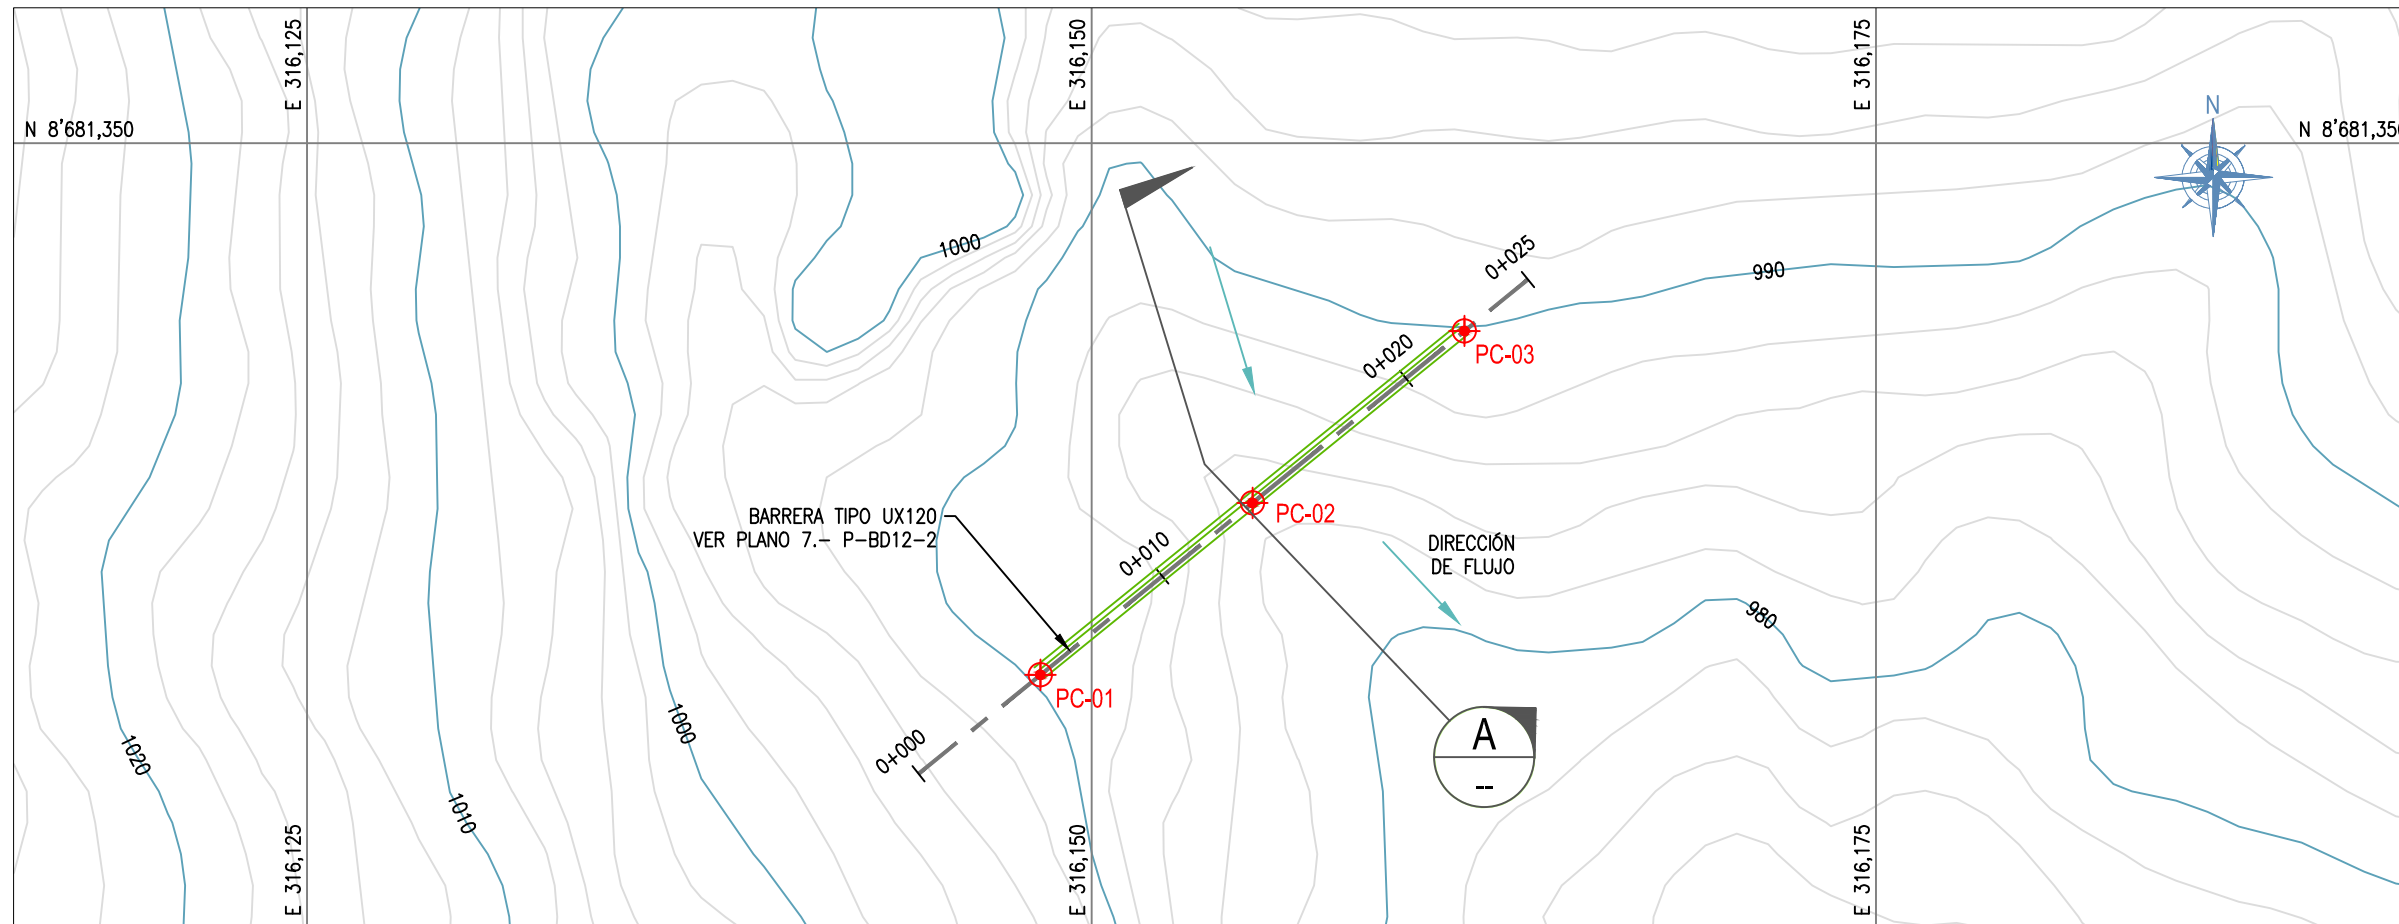 E 316,125
E 316,150
E 316,175
N 8'681,350
N 8'681,350
N
1000
990
0+025
0+020
PC-03
BARRERA TIPO UX120
VER PLANO 7.- P-BD12-2
PC-02
0+010
DIRECCIÓN
DE FLUJO
980
PC-01
1000
0+000
1020
1010
A
--
E 316,125
E 316,150
E 316,175